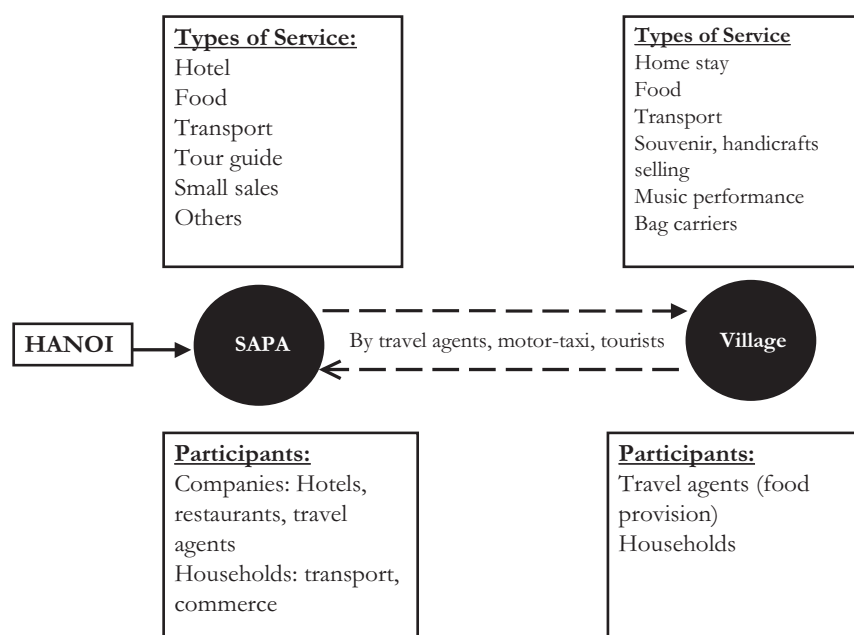 Types of Service:
Hotel
Food
Transport
Tour guide
Small sales
Others
Types of Service
Home stay
Food
Transport
Souvenir, handicrafts
selling
Music performance
Bag carriers
HANOI
SAPA
By travel agents, motor-taxi, tourists
Village
Participants:
Companies: Hotels,
restaurants, travel
agents
Households: transport,
commerce
Participants:
Travel agents (food
provision)
Households